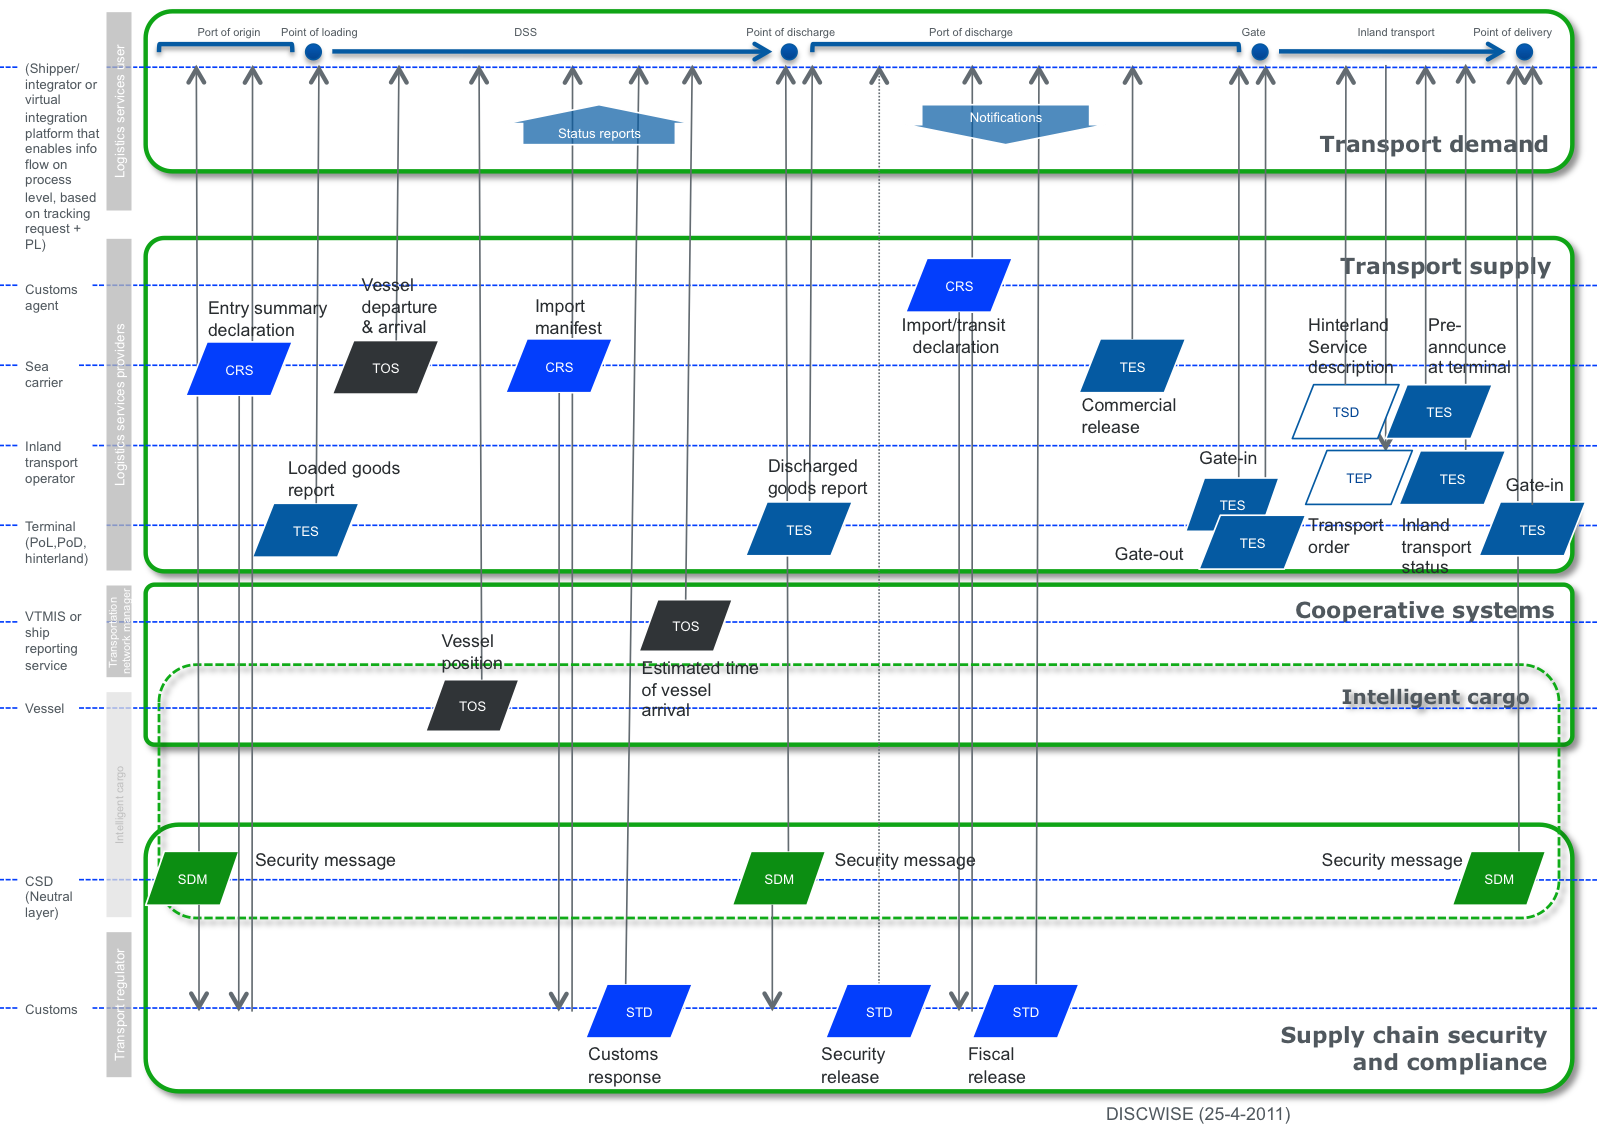 Port of origin
Point of loading
DSS
Point of discharge
Port of discharge
Gate
Inland transport
Point of delivery
Logistics services user
(Shipper/
integrator or
virtual
integration
platform that
enables info
flow on
process
level, based
on tracking
request +
PL)
Status reports
Notifications
Transport demand
Logistics services providers
Transport supply
Customs
agent
CRS
Import/transit
declaration
Vessel
departure
& arrival
TOS
Entry summary
declaration
CRS
Import
manifest
CRS
Sea
carrier
TES
Commercial
release
Hinterland
Service
description
TSD
Pre-
announce
at terminal
TES
Inland
transport
operator
TEP
Transport
order
TES
Inland
transport
status
Loaded goods
report
TES
Discharged
goods report
TES
Gate-in
TES
TES
Gate-out
Gate-in
TES
Terminal
(PoL,PoD,
hinterland)
Transportation
network manager
Cooperative systems
VTMIS or
ship
reporting
service
TOS
Estimated time
of vessel
arrival
Vessel
position
TOS
Intelligent cargo
Vessel
Intelligent cargo
SDM
Security message
SDM
Security message
Security message
SDM
CSD
(Neutral
layer)
Transport regulator
Customs
STD
Customs
response
STD
Security
release
STD
Fiscal
release
Supply chain security
and compliance
DISCWISE (25-4-2011)